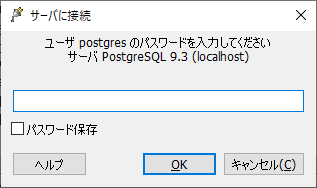 サーバに接続
ユーザ postgres のパスワードを入力してください
サーバ PostgreSQL 9.3 (localhost)
パスワード保存
ヘルプ
OK
キャンセル(C)